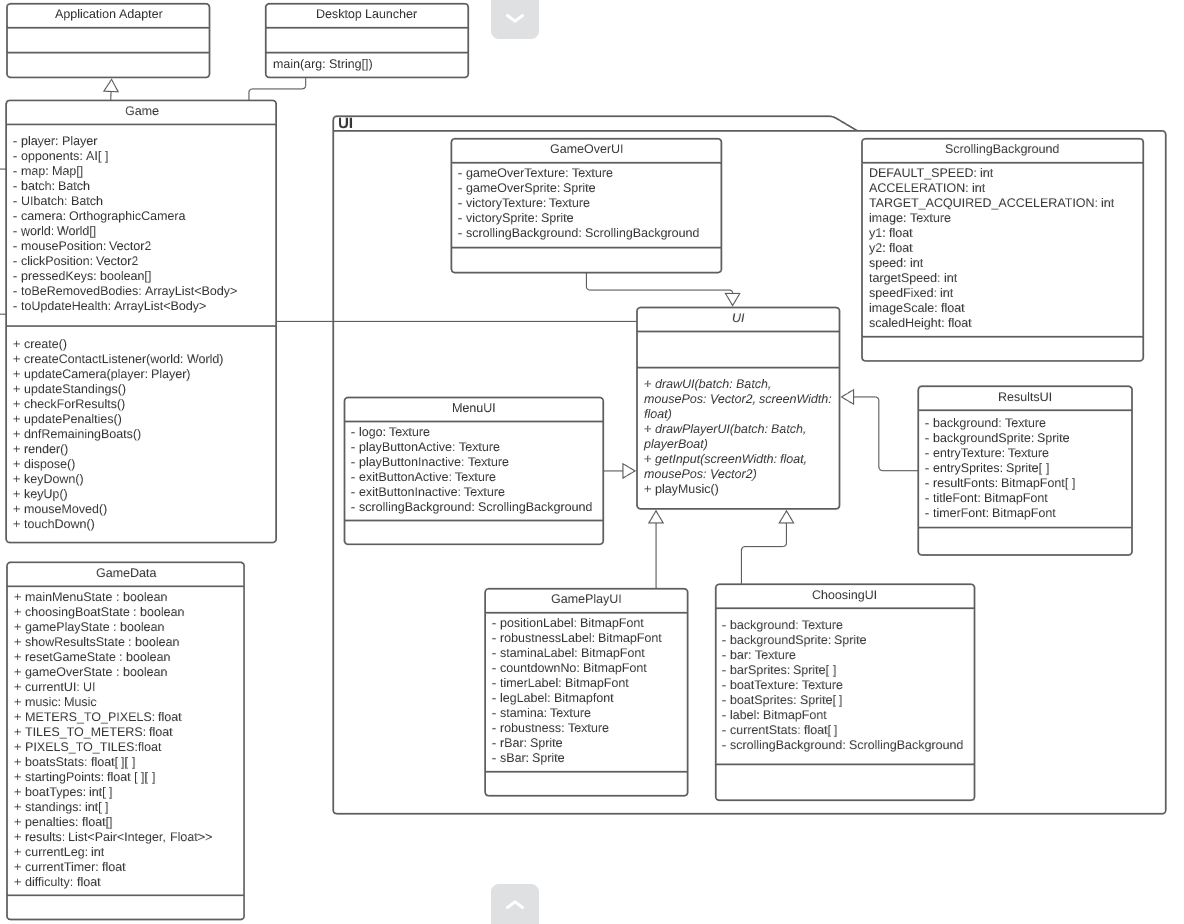 Application Adapter
Desktop Launcher
main(arg: String[])
Game
- player: Player
- opponents: AI[ ]
- map: Map[]
- batch: Batch
- UIbatch: Batch
- camera: OrthographicCamera
- world: World[]
- mousePosition: Vector2
- clickPosition: Vector2
- pressedKeys: boolean[]
- toBeRemovedBodies: ArrayList<Body>
- toUpdateHealth: ArrayList<Body>
+ create()
+ createContactListener(world: World)
+ updateCamera(player: Player)
+ updateStandings()
+ checkForResults()
+ updatePenalties()
+ dnfRemainingBoats()
+ render()
+ dispose()
+ keyDown()
+ keyUp()
+ mouseMoved()
+ touchDown()
GameData
+ mainMenuState : boolean
+ choosingBoatState : boolean
+ gamePlayState : boolean
+ showResultsState : boolean
+ resetGameState : boolean
+ gameOverState : boolean
+ currentUI: UI
+ music: Music
+ METERS_TO_PIXELS: float
+ TILES_TO_METERS: float
+ PIXELS_TO_TILES:float
+ boatsStats: float[ ][ ]
+ startingPoints: float [ ][ ]
+ boatTypes: int[ ]
+ standings: int[ ]
+ penalties: float[]
+ results: List<Pair<Integer, Float>>
+ currentLeg: int
+ currentTimer: float
+ difficulty: float
UI
GameOverUI
- gameOverTexture: Texture
- gameOverSprite: Sprite
- victoryTexture: Texture
- victorySprite: Sprite
- scrollingBackground: ScrollingBackground
ScrollingBackground
DEFAULT_SPEED: int
ACCELERATION: int
TARGET_ACQUIRED_ACCELERATION: int
image: Texture
y1: float
y2: float
speed: int
targetSpeed: int
speedFixed: int
imageScale: float
scaledHeight: float
UI
+ drawUI(batch: Batch,
mousePos: Vector2, screenWidth:
float)
+ drawPlayerUI(batch: Batch,
playerBoat)
+ getInput(screenWidth: float,
mousePos: Vector2)
+ playMusic()
MenuUI
- logo: Texture
- playButtonActive: Texture
- playButtonInactive: Texture
- exitButtonActive: Texture
- exitButtonInactive: Texture
- scrollingBackground: ScrollingBackground
ResultsUI
- background: Texture
- backgroundSprite: Sprite
- entryTexture: Texture
- entrySprites: Sprite[ ]
- resultFonts: BitmapFont[ ]
- titleFont: BitmapFont
- timerFont: BitmapFont
GamePlayUI
- positionLabel: BitmapFont
- robustnessLabel: BitmapFont
- staminaLabel: BitmapFont
- countdownNo: BitmapFont
- timerLabel: BitmapFont
- legLabel: Bitmapfont
- stamina: Texture
- robustness: Texture
- rBar: Sprite
- sBar: Sprite
ChoosingUI
- background: Texture
- backgroundSprite: Sprite
- bar: Texture
- barSprites: Sprite[ ]
- boatTexture: Texture
- boatSprites: Sprite[ ]
- label: BitmapFont
- currentStats: float[ ]
- scrollingBackground: ScrollingBackground